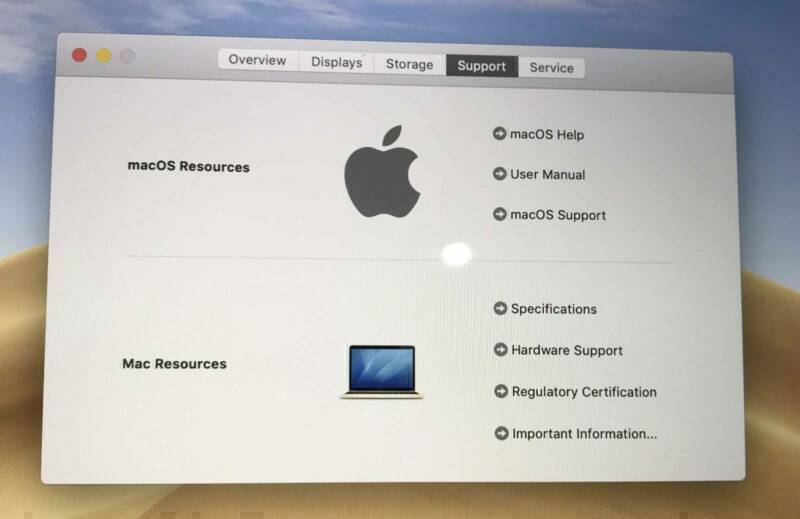 Overview Displays Storage Support Service
macOS Resources
macOS Help
User Manual
macOS Support
Mac Resources
Specifications
Hardware Support
Regulatory Certification
Important Information...